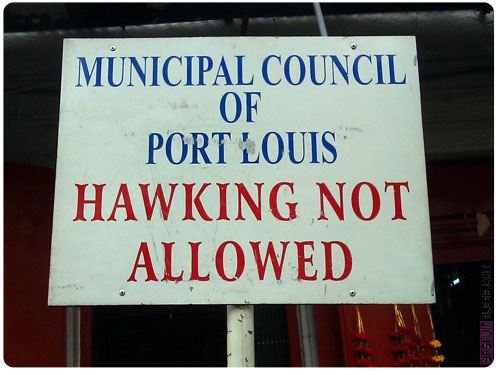 MUNICIPAL COUNCIL
OF
PORT LOUIS
HAWKING NOT
ALLOWED